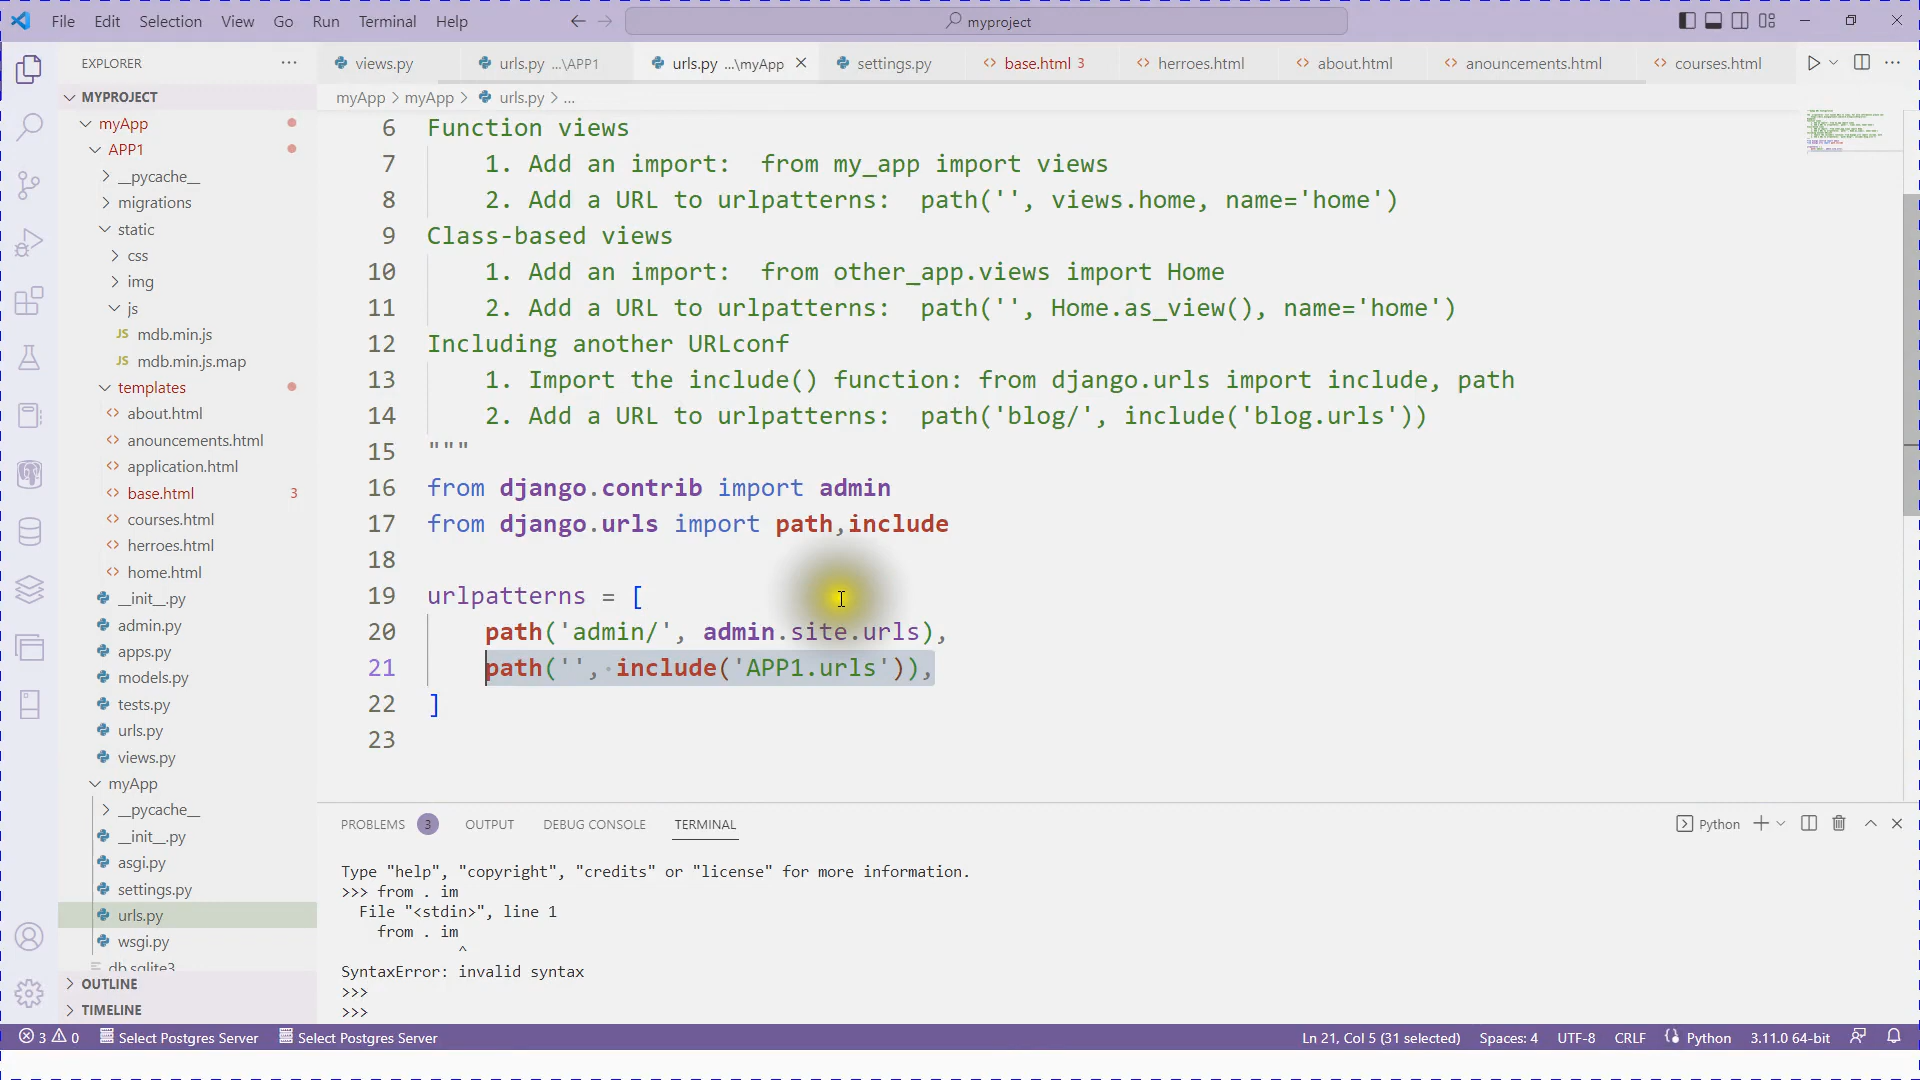 File Edit Selection View Go Run Terminal Help
myproject
EXPLORER
views.py
urls.py ...\APP1
urls.py ...\myApp
settings.py
base.html 3
herroes.html
about.html
anouncements.html
courses.html
myApp > myApp > urls.py > ...
MYPROJECT
myApp
APP1
__pycache__
migrations
static
css
img
js
JS mdb.min.js
JS mdb.min.js.map
templates
about.html
anouncements.html
application.html
base.html 3
courses.html
herroes.html
home.html
__init__.py
admin.py
apps.py
models.py
tests.py
urls.py
views.py
myApp
__pycache__
__init__.py
asgi.py
settings.py
urls.py
wsgi.py
db.sqlite3
OUTLINE
TIMELINE
6 Function views
7 1. Add an import:  from my_app import views
8 2. Add a URL to urlpatterns:  path('', views.home, name='home')
9 Class-based views
10 1. Add an import:  from other_app.views import Home
11 2. Add a URL to urlpatterns:  path('', Home.as_view(), name='home')
12 Including another URLconf
13 1. Import the include() function: from django.urls import include, path
14 2. Add a URL to urlpatterns:  path('blog/', include('blog.urls'))
15 """
16 from django.contrib import admin
17 from django.urls import path,include
18
19 urlpatterns = [
20 path('admin/', admin.site.urls),
21 path('', include('APP1.urls')),
22 ]
23
PROBLEMS 3 OUTPUT DEBUG CONSOLE TERMINAL
Python
Type "help", "copyright", "credits" or "license" for more information.
>>> from . im
File "<stdin>", line 1
from . im
^
SyntaxError: invalid syntax
>>>
>>>
3 0 Select Postgres Server Select Postgres Server
Ln 21, Col 5 (31 selected) Spaces: 4 UTF-8 CRLF Python 3.11.0 64-bit